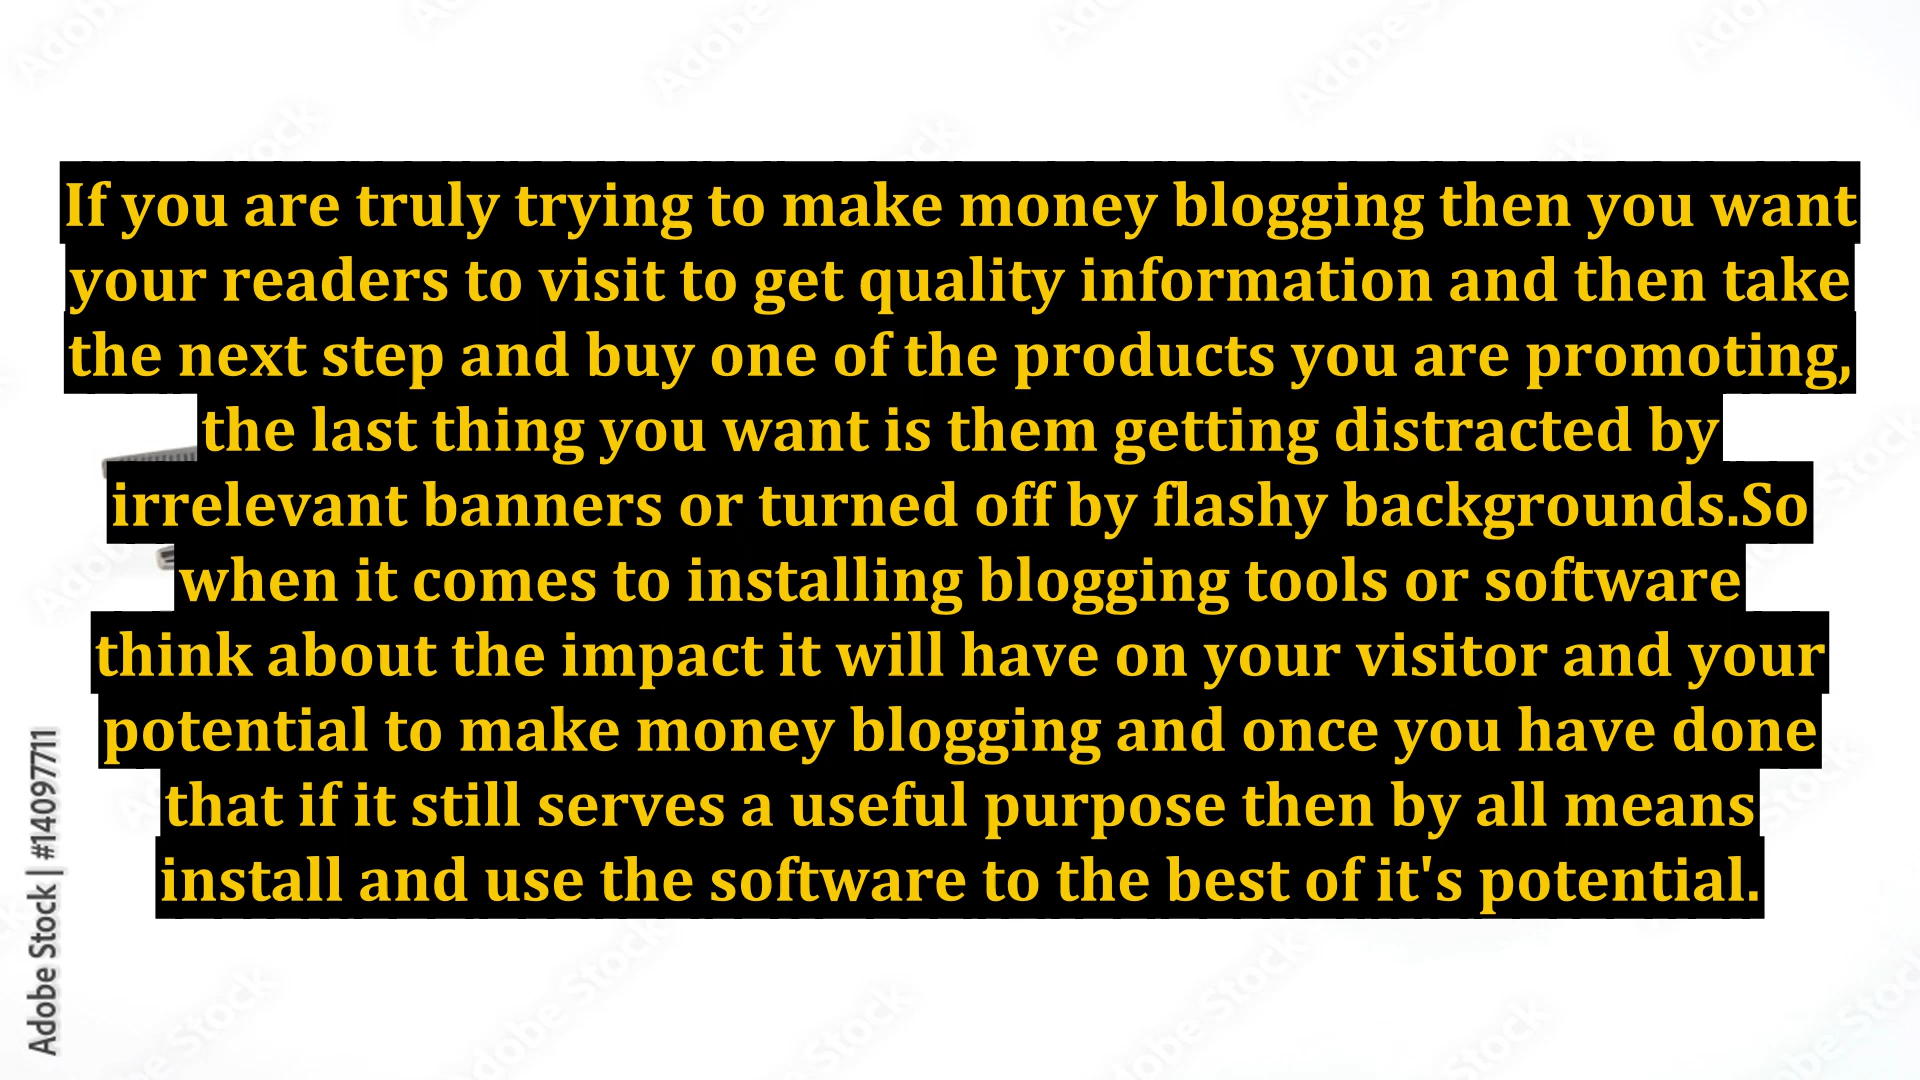 If you are truly trying to make money blogging then you want
your readers to visit to get quality information and then take
the next step and buy one of the products you are promoting,
the last thing you want is them getting distracted by
irrelevant banners or turned off by flashy backgrounds.So
when it comes to installing blogging tools or software
think about the impact it will have on your visitor and your
potential to make money blogging and once you have done
that if it still serves a useful purpose then by all means
install and use the software to the best of it's potential.
Adobe Stock | #14097711